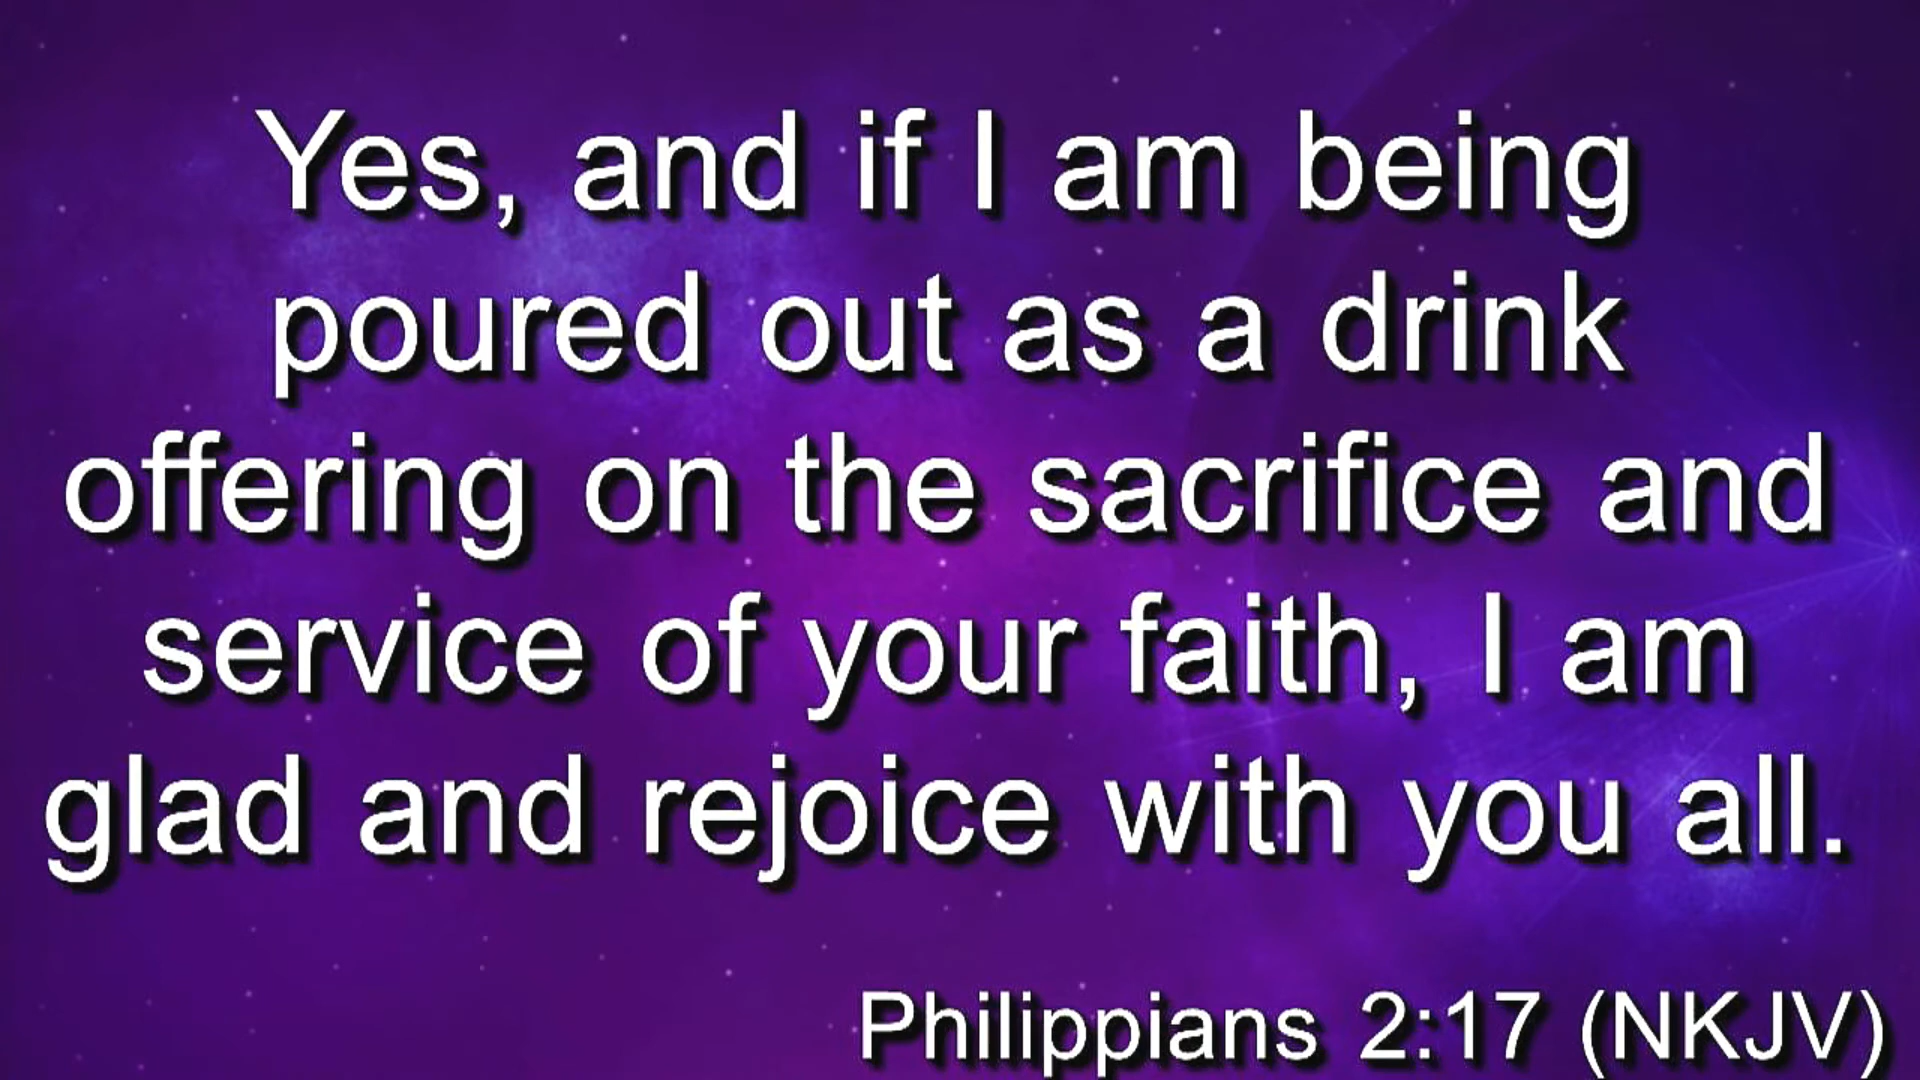 Yes, and if I am being
poured out as a drink
offering on the sacrifice and
service of your faith, I am
glad and rejoice with you all.
Philippians 2:17 (NKJV)